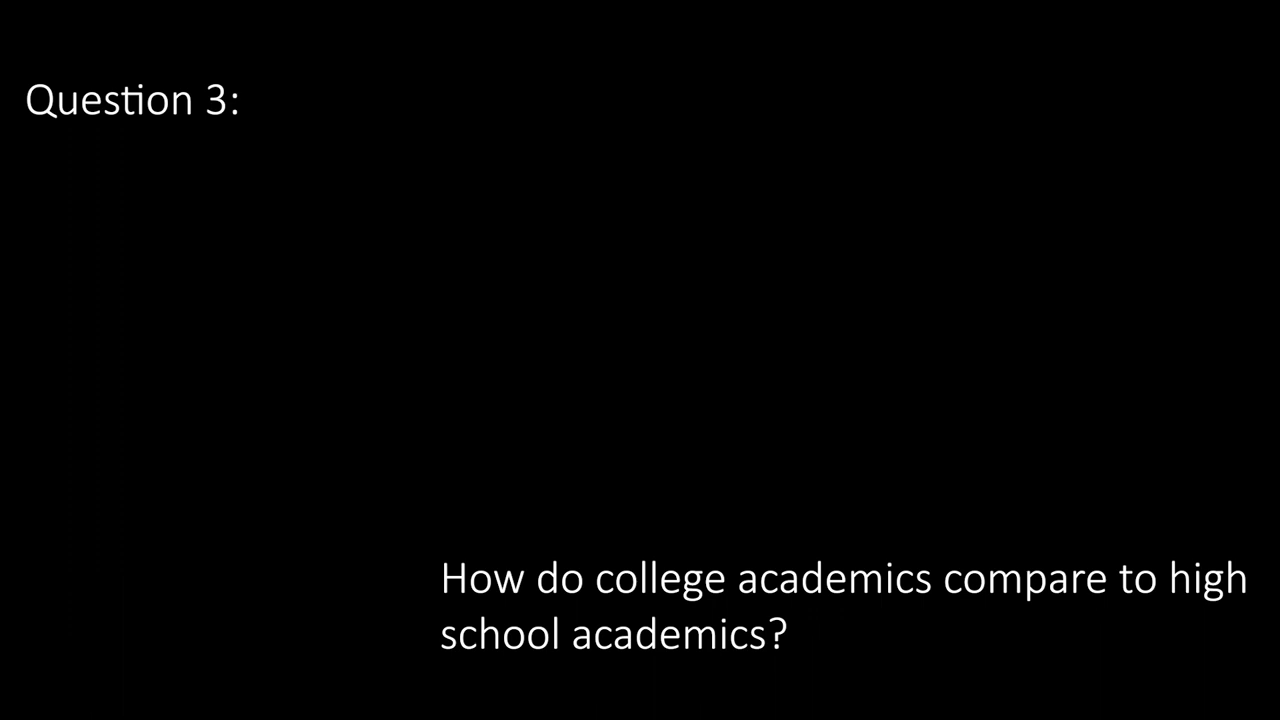 Question 3:
How do college academics compare to high
school academics?